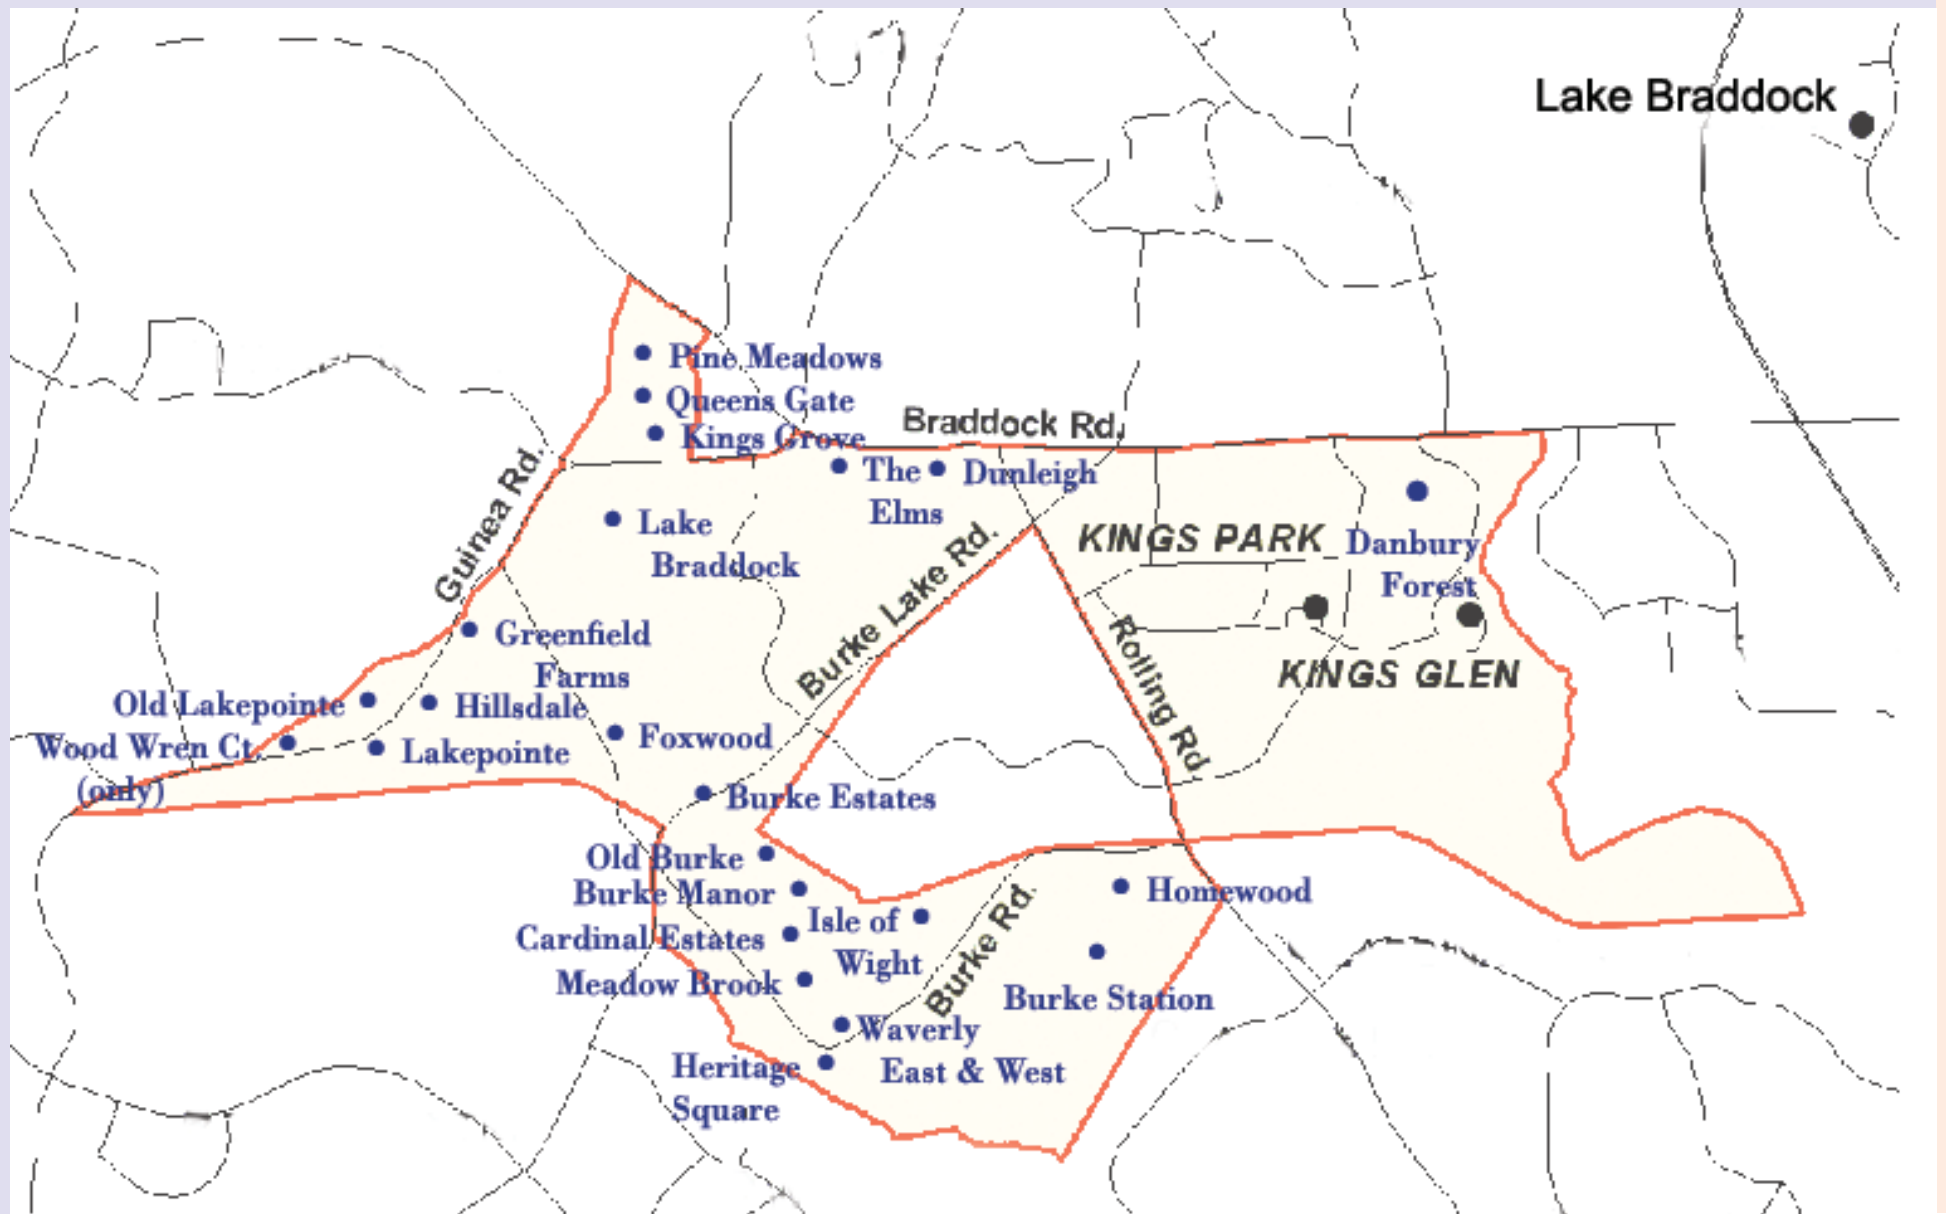 Lake Braddock
Pine Meadows
Queens Gate
Kings Grove
Braddock Rd.
The
Elms
Dunleigh
Guinea Rd.
Lake
Braddock
Burke Lake Rd.
KINGS PARK
Danbury
Forest
Greenfield
Farms
Rolling Rd.
KINGS GLEN
Old Lakepointe
Hillsdale
Wood Wren Ct.
(only)
Lakepointe
Foxwood
Burke Estates
Old Burke
Burke Manor
Homewood
Isle of
Wight
Cardinal Estates
Burke Rd.
Meadow Brook
Burke Station
Waverly
East & West
Heritage
Square